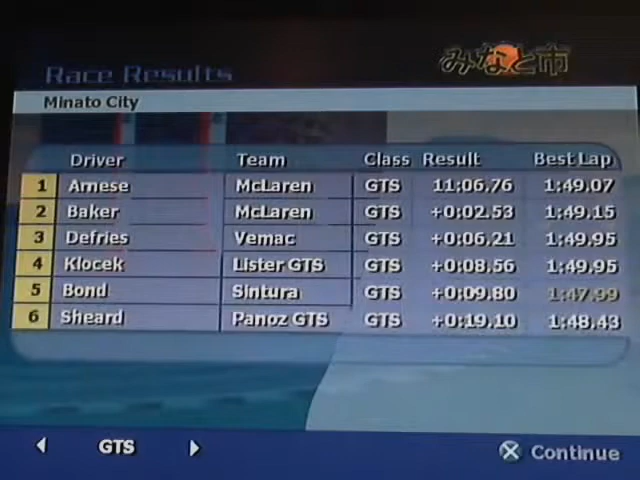 Race Results
みなと市
Minato City
Driver Team Class Result Best Lap
1 Arnese McLaren GTS 11:06.76 1:49.07
2 Baker McLaren GTS +0:02.53 1:49.15
3 Defries Vemac GTS +0:06.21 1:49.95
4 Klocek Lister GTS GTS +0:08.56 1:49.95
5 Bond Sintura GTS +0:09.80 1:47.99
6 Sheard Panoz GTS GTS +0:19.10 1:48.43
GTS
Continue